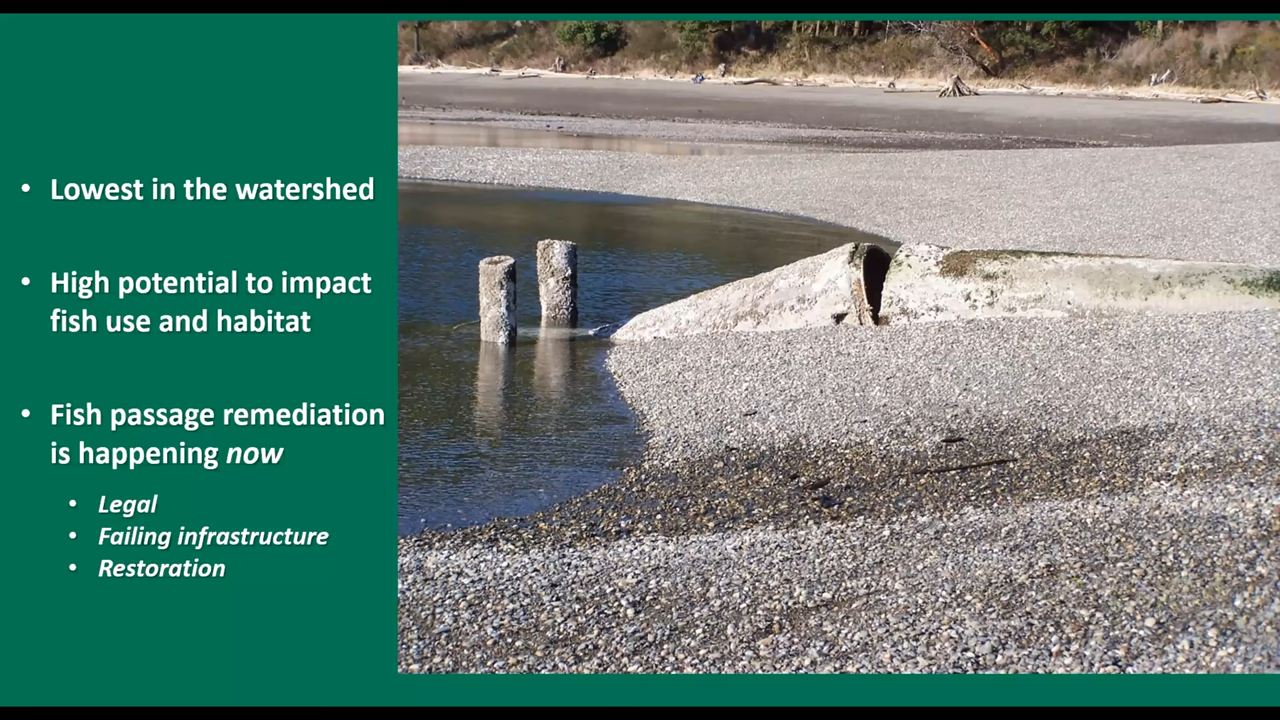 • Lowest in the watershed
• High potential to impact
fish use and habitat
• Fish passage remediation
is happening now
• Legal
• Failing infrastructure
• Restoration